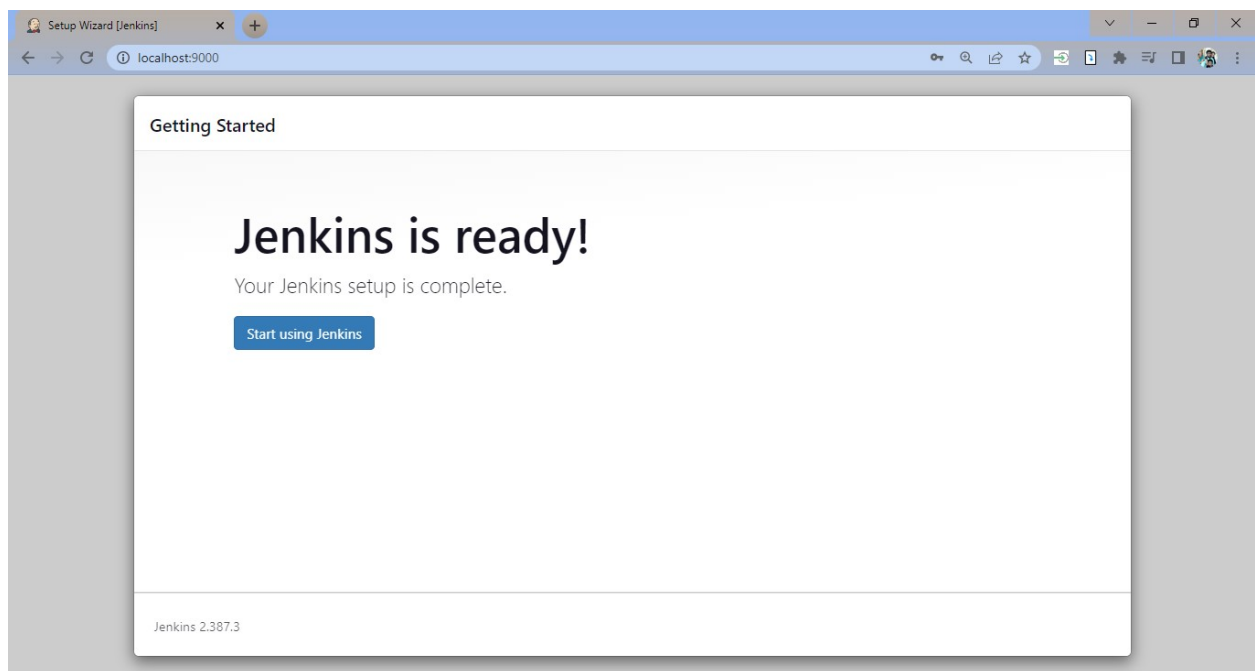 Setup Wizard [Jenkins]
localhost:9000
Getting Started
Jenkins is ready!
Your Jenkins setup is complete.
Start using Jenkins
Jenkins 2.387.3